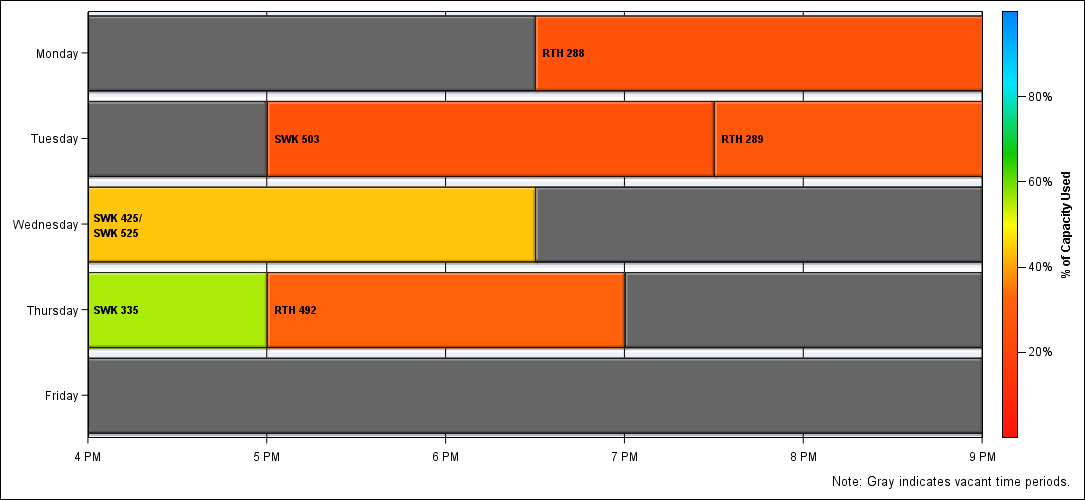 Monday
RTH 288
Tuesday
SWK 503
RTH 289
Wednesday
SWK 425/
SWK 525
Thursday
SWK 335
RTH 492
Friday
4 PM
5 PM
6 PM
7 PM
8 PM
9 PM
80%
60%
40%
20%
% of Capacity Used
Note: Gray indicates vacant time periods.